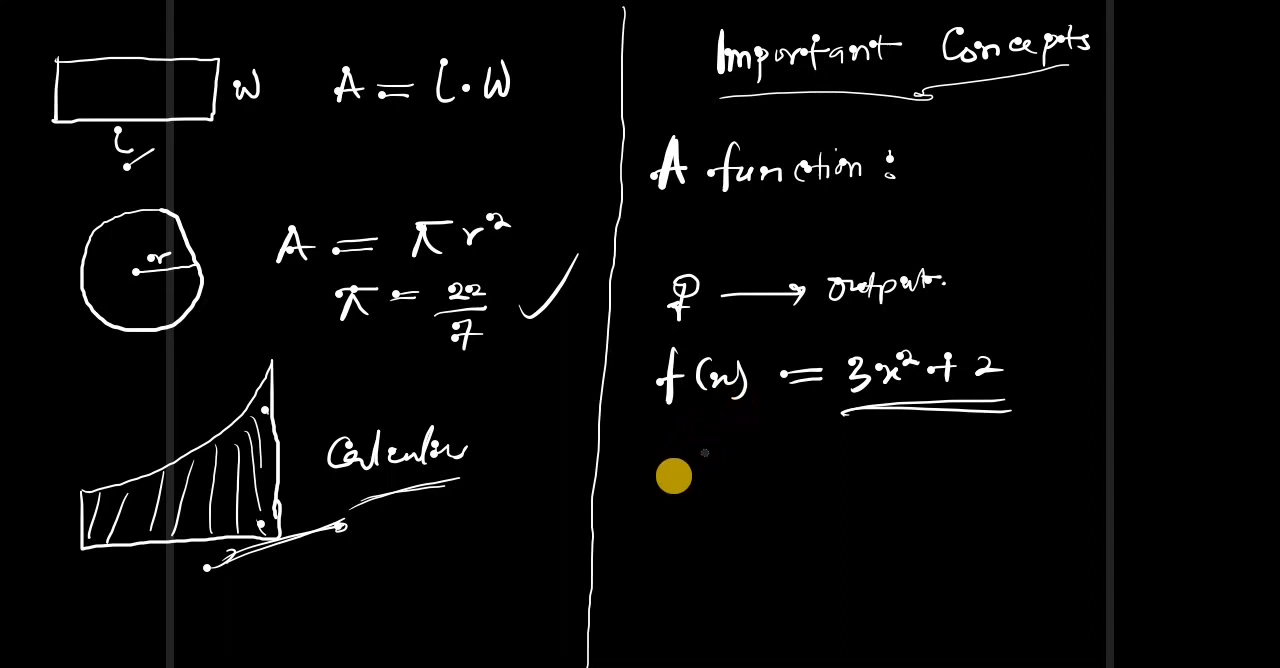 W
A = L · W
L
r
A = π r²
π = 22/7
Calculus
Important Concepts
A function :
→ output.
f(x) = 3x² + 2